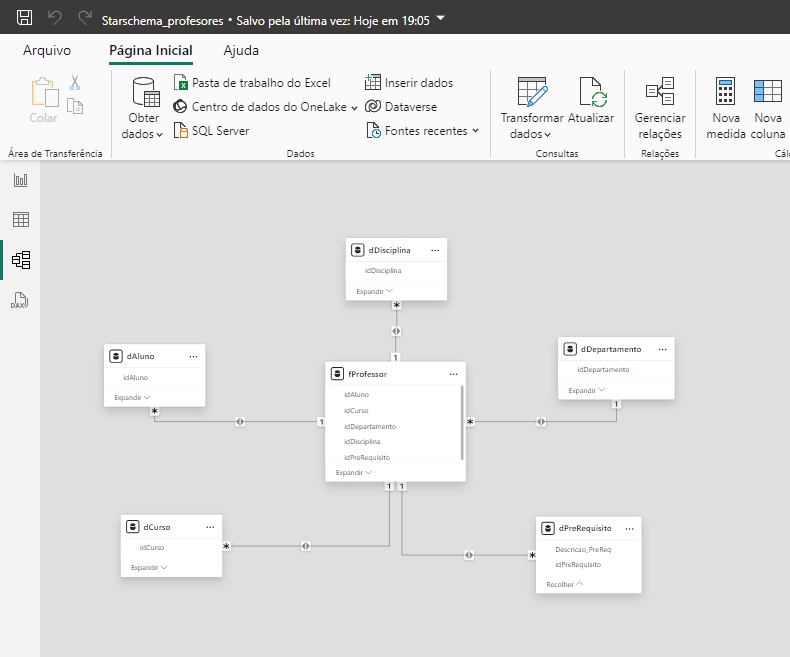 Starschema_profesores • Salvo pela última vez: Hoje em 19:05
Arquivo
Página Inicial
Ajuda
Colar
Área de Transferência
Obter dados
Pasta de trabalho do Excel
Centro de dados do OneLake
SQL Server
Inserir dados
Dataverse
Fontes recentes
Dados
Transformar dados
Atualizar
Consultas
Gerenciar relações
Relações
Nova medida
Nova coluna
Cálc
DAX
dDisciplina
idDisciplina
Expandir
*
1
dAluno
idAluno
Expandir
*
1
fProfessor
idAluno
idCurso
idDepartamento
idDisciplina
idPreRequisito
Expandir
dDepartamento
idDepartamento
Expandir
1
*
1
1
dCurso
idCurso
Expandir
*
dPreRequisito
Descricao_PreReq
idPreRequisito
Recolher
*